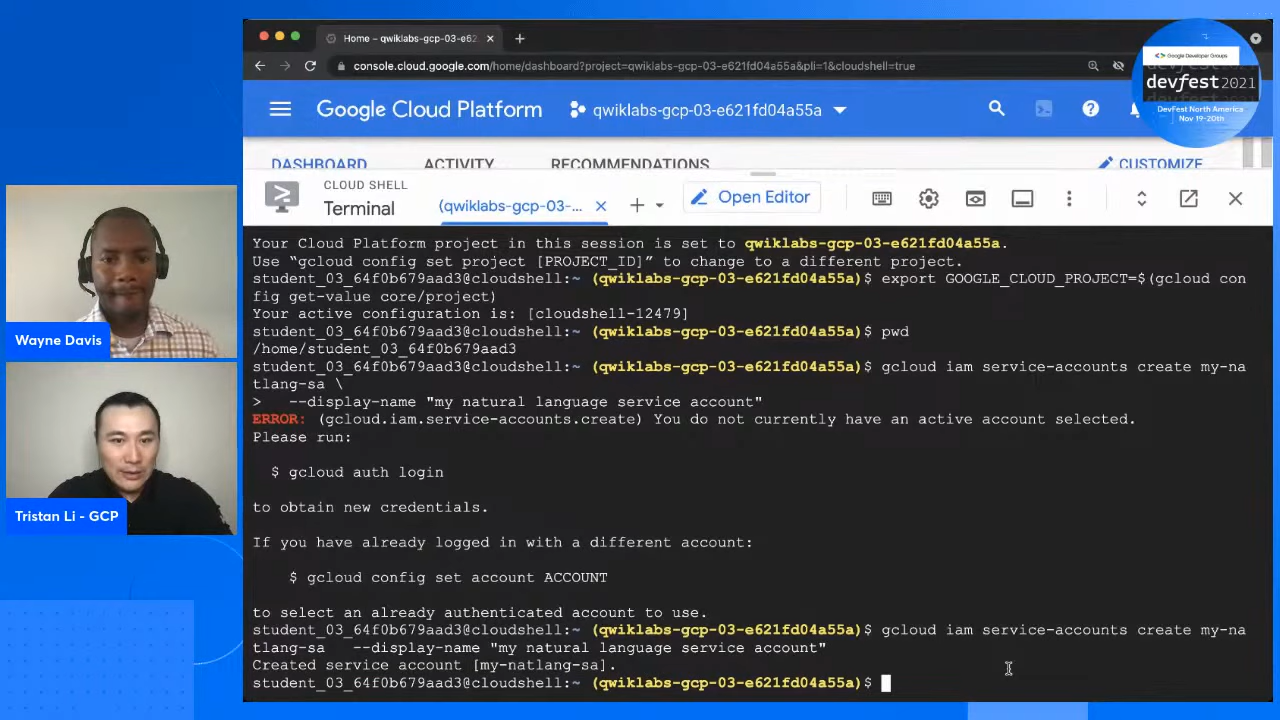 Home – qwiklabs-gcp-03-e62
console.cloud.google
e/dashboard?project=qwiklabs-gcp-03-e621fd04a55a&pli=1&cloudshell=true
Google Cloud Platform
qwiklabs-gcp-03-e621fd04a55a
<> Google Developer Groups
devfest 2021
DevFest North America
Nov 19-20th
DASHBOARD
ACTIVITY
RECOMMENDATIONS
CUSTOMIZE
CLOUD SHELL
Terminal
(qwiklabs-gcp-03-...
Open Editor
Your Cloud Platform project in this session is set to qwiklabs-gcp-03-e621fd04a55a.
Use “gcloud config set project [PROJECT_ID]” to change to a different project.
student_03_64f0b679aad3@cloudshell:~ (qwiklabs-gcp-03-e621fd04a55a)$ export GOOGLE_CLOUD_PROJECT=$(gcloud con
fig get-value core/project)
Your active configuration is: [cloudshell-12479]
student_03_64f0b679aad3@cloudshell:~ (qwiklabs-gcp-03-e621fd04a55a)$ pwd
/home/student_03_64f0b679aad3
student_03_64f0b679aad3@cloudshell:~ (qwiklabs-gcp-03-e621fd04a55a)$ gcloud iam service-accounts create my-na
tlang-sa \
>   --display-name "my natural language service account"
ERROR: (gcloud.iam.service-accounts.create) You do not currently have an active account selected.
Please run:
$ gcloud auth login
to obtain new credentials.
If you have already logged in with a different account:
$ gcloud config set account ACCOUNT
to select an already authenticated account to use.
student_03_64f0b679aad3@cloudshell:~ (qwiklabs-gcp-03-e621fd04a55a)$ gcloud iam service-accounts create my-na
tlang-sa   --display-name "my natural language service account"
Created service account [my-natlang-sa].
student_03_64f0b679aad3@cloudshell:~ (qwiklabs-gcp-03-e621fd04a55a)$
Wayne Davis
Tristan Li - GCP